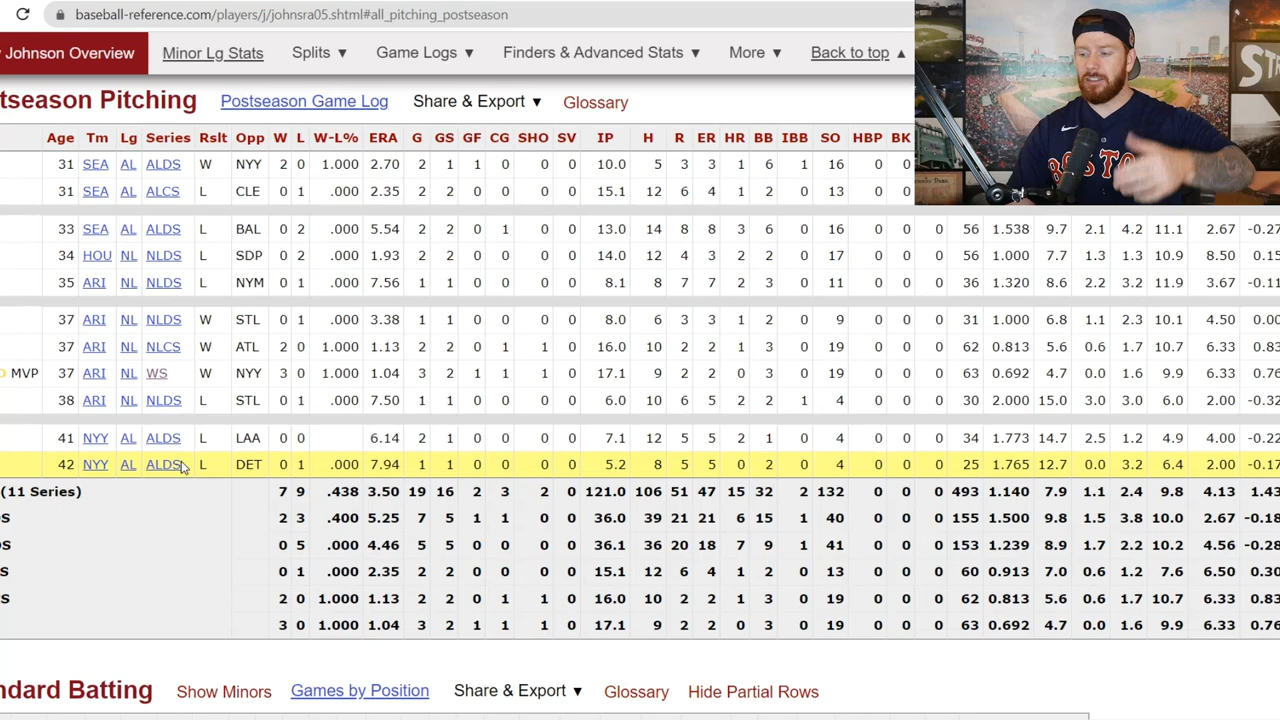 baseball-reference.com/players/j/johnsra05.shtml#all_pitching_postseason
Johnson Overview Minor Lg Stats Splits ▼ Game Logs ▼ Finders & Advanced Stats ▼ More ▼ Back to top ▲
tseason Pitching Postseason Game Log Share & Export ▼ Glossary
Age Tm Lg Series Rslt Opp W L W-L% ERA G GS GF CG SHO SV IP H R ER HR BB IBB SO HBP BK
31 SEA AL ALDS W NYY 2 0 1.000 2.70 2 1 1 0 0 0 10.0 5 3 3 1 6 1 16 0 0
31 SEA AL ALCS L CLE 0 1 .000 2.35 2 2 0 0 0 0 15.1 12 6 4 1 2 0 13 0 0
33 SEA AL ALDS L BAL 0 2 .000 5.54 2 2 0 1 0 0 13.0 14 8 8 3 6 0 16 0 0 56 1.538 9.7 2.1 4.2 11.1 2.67 -0.27
34 HOU NL NLDS L SDP 0 2 .000 1.93 2 2 0 0 0 0 14.0 12 4 3 2 2 0 17 0 0 56 1.000 7.7 1.3 1.3 10.9 8.50 0.15
35 ARI NL NLDS L NYM 0 1 .000 7.56 1 1 0 0 0 0 8.1 8 7 7 2 3 0 11 0 0 36 1.320 8.6 2.2 3.2 11.9 3.67 -0.11
37 ARI NL NLDS W STL 0 1 .000 3.38 1 1 0 0 0 0 8.0 6 3 3 1 2 0 9 0 0 31 1.000 6.8 1.1 2.3 10.1 4.50 0.00
37 ARI NL NLCS W ATL 2 0 1.000 1.13 2 2 0 1 1 0 16.0 10 2 2 1 3 0 19 0 0 62 0.813 5.6 0.6 1.7 10.7 6.33 0.83
MVP 37 ARI NL WS W NYY 3 0 1.000 1.04 3 2 1 1 1 0 17.1 9 2 2 0 3 0 19 0 0 63 0.692 4.7 0.0 1.6 9.9 6.33 0.76
38 ARI NL NLDS L STL 0 1 .000 7.50 1 1 0 0 0 0 6.0 10 6 5 2 2 1 4 0 0 30 2.000 15.0 3.0 3.0 6.0 2.00 -0.32
41 NYY AL ALDS L LAA 0 0 6.14 2 1 0 0 0 0 7.1 12 5 5 2 1 0 4 0 0 34 1.773 14.7 2.5 1.2 4.9 4.00 -0.22
42 NYY AL ALDS L DET 0 1 .000 7.94 1 1 0 0 0 0 5.2 8 5 5 0 2 0 4 0 0 25 1.765 12.7 0.0 3.2 6.4 2.00 -0.17
(11 Series) 7 9 .438 3.50 19 16 2 3 2 0 121.0 106 51 47 15 32 2 132 0 0 493 1.140 7.9 1.1 2.4 9.8 4.13 1.43
DS 2 3 .400 5.25 7 5 1 1 0 0 36.0 39 21 21 6 15 1 40 0 0 155 1.500 9.8 1.5 3.8 10.0 2.67 -0.18
DS 0 5 .000 4.46 5 5 0 0 0 0 36.1 36 20 18 7 9 1 41 0 0 153 1.239 8.9 1.7 2.2 10.2 4.56 -0.28
S 0 1 .000 2.35 2 2 0 0 0 0 15.1 12 6 4 1 2 0 13 0 0 60 0.913 7.0 0.6 1.2 7.6 6.50 0.30
S 2 0 1.000 1.13 2 2 0 1 1 0 16.0 10 2 2 1 3 0 19 0 0 62 0.813 5.6 0.6 1.7 10.7 6.33 0.83
3 0 1.000 1.04 3 2 1 1 1 0 17.1 9 2 2 0 3 0 19 0 0 63 0.692 4.7 0.0 1.6 9.9 6.33 0.76
ndard Batting Show Minors Games by Position Share & Export ▼ Glossary Hide Partial Rows